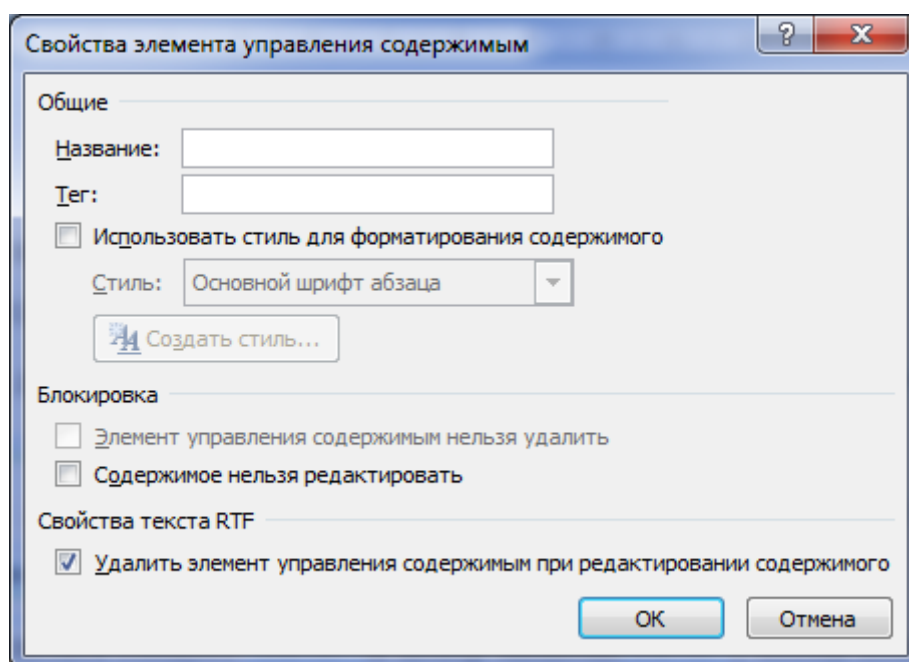 Свойства элемента управления содержимым
Общие
Название:
Тег:
Использовать стиль для форматирования содержимого
Стиль: Основной шрифт абзаца
Создать стиль...
Блокировка
Элемент управления содержимым нельзя удалить
Содержимое нельзя редактировать
Свойства текста RTF
Удалить элемент управления содержимым при редактировании содержимого
ОК Отмена